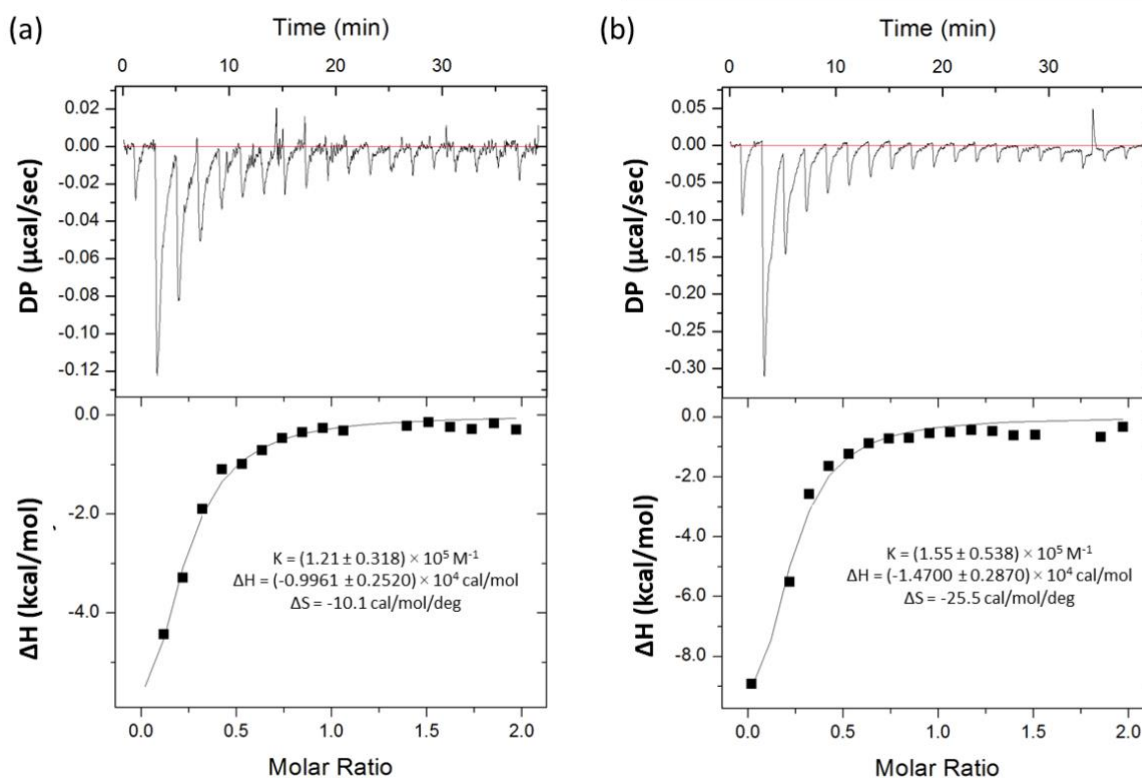 (a)
Time (min)
0 10 20 30
0.02
0.00
-0.02
-0.04
-0.06
-0.08
-0.10
-0.12
DP (µcal/sec)
0.0
-2.0
-4.0
ΔH (kcal/mol)
K = (1.21 ± 0.318) × 10⁵ M⁻¹
ΔH = (-0.9961 ± 0.2520) × 10⁴ cal/mol
ΔS = -10.1 cal/mol/deg
0.0 0.5 1.0 1.5 2.0
Molar Ratio
(b)
Time (min)
0 10 20 30
0.05
0.00
-0.05
-0.10
-0.15
-0.20
-0.25
-0.30
DP (µcal/sec)
0.0
-2.0
-4.0
-6.0
-8.0
ΔH (kcal/mol)
K = (1.55 ± 0.538) × 10⁵ M⁻¹
ΔH = (-1.4700 ± 0.2870) × 10⁴ cal/mol
ΔS = -25.5 cal/mol/deg
0.0 0.5 1.0 1.5 2.0
Molar Ratio